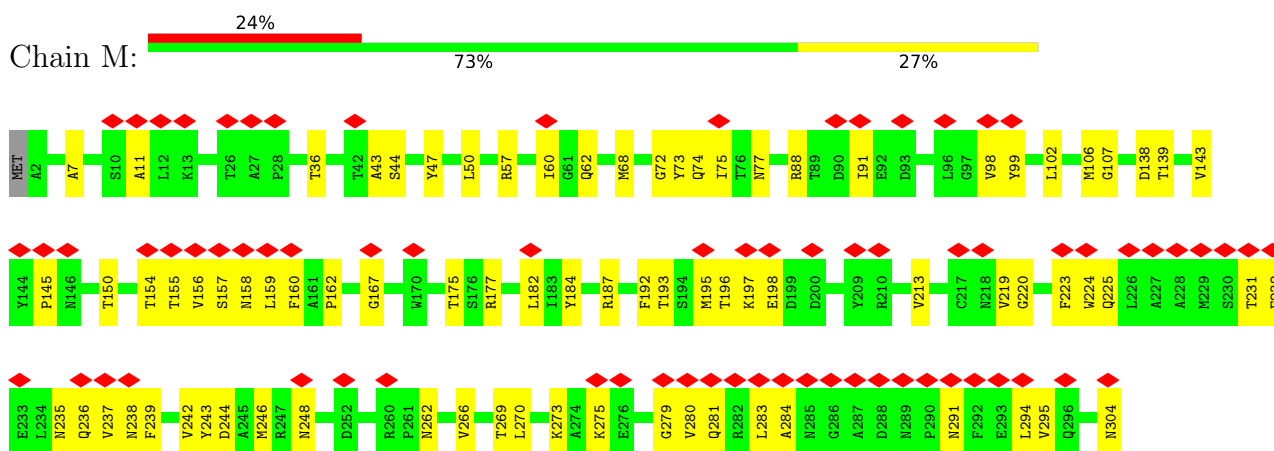 24%
Chain M:
73% 27%
MET A2 A7 S10 A11 L12 K13 T26 A27 P28 T36 T42 A43 S44 Y47 L50 R57 I60 G61 Q62 M68 G72 Y73 Q74 I75 T76 N77 R88 T89 D90 I91 E92 D93 L96 G97 V98 Y99 L102 M106 G107 D138 T139 V143
Y144 P145 N146 T150 T154 T155 V156 S157 N158 L159 F160 A161 P162 G167 W170 T175 S176 R177 L182 I183 Y184 R187 F192 T193 S194 M195 T196 K197 E198 D199 D200 Y209 R210 V213 C217 N218 V219 G220 F223 W224 Q225 L226 A227 A228 M229 S230 T231
E233 L234 N235 Q236 V237 N238 F239 V242 Y243 D244 A245 M246 R247 N248 D252 R260 P261 N262 V266 T269 L270 K273 A274 K275 E276 G279 V280 Q281 R282 L283 A284 N285 G286 A287 D288 N289 P290 N291 F292 E293 L294 V295 Q296 N304